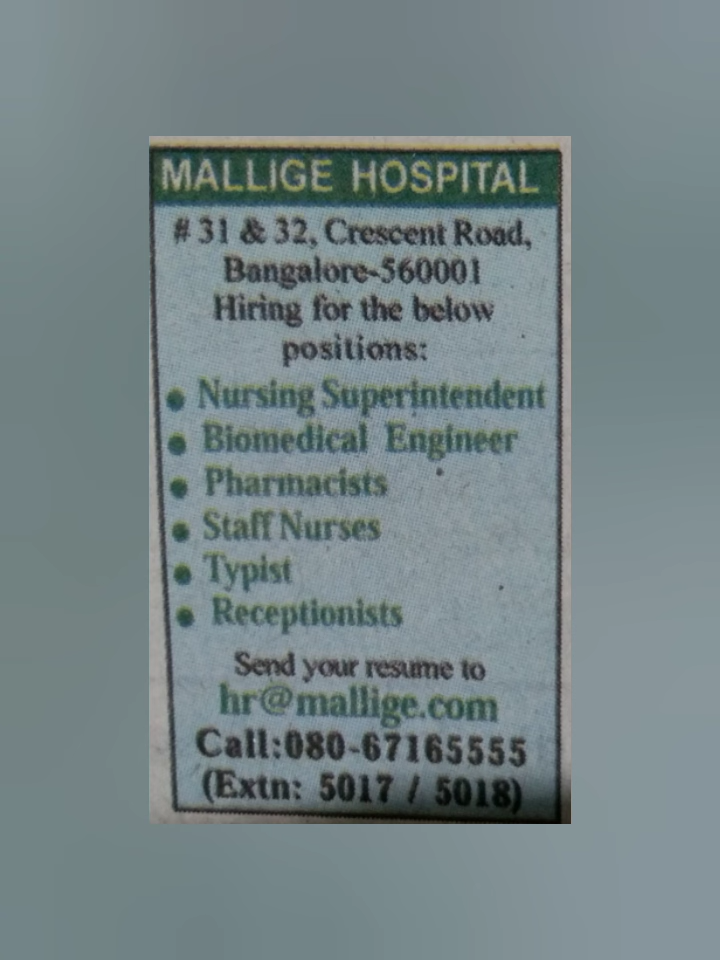 MALLIGE HOSPITAL
# 31 & 32, Crescent Road,
Bangalore-560001
Hiring for the below
positions:
• Nursing Superintendent
• Biomedical Engineer
• Pharmacists
• Staff Nurses
• Typist
• Receptionists
Send your resume to
hr@mallige.com
Call:080-67165555
(Extn: 5017 / 5018)